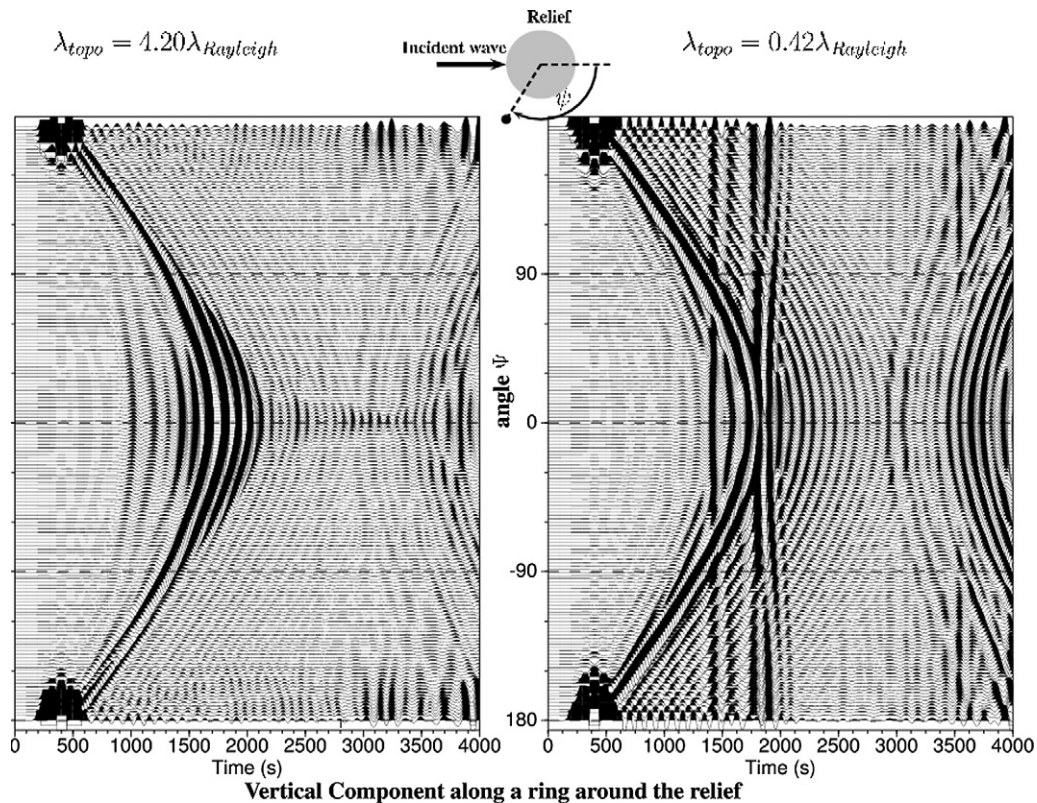 Relief
λtopo = 4.20λRayleigh
Incident wave
λtopo = 0.42λRayleigh
ψ
90
0
-90
180
angle Ψ
0 500 1000 1500 2000 2500 3000 3500 4000
0 500 1000 1500 2000 2500 3000 3500 4000
Time (s)
Time (s)
Vertical Component along a ring around the relief